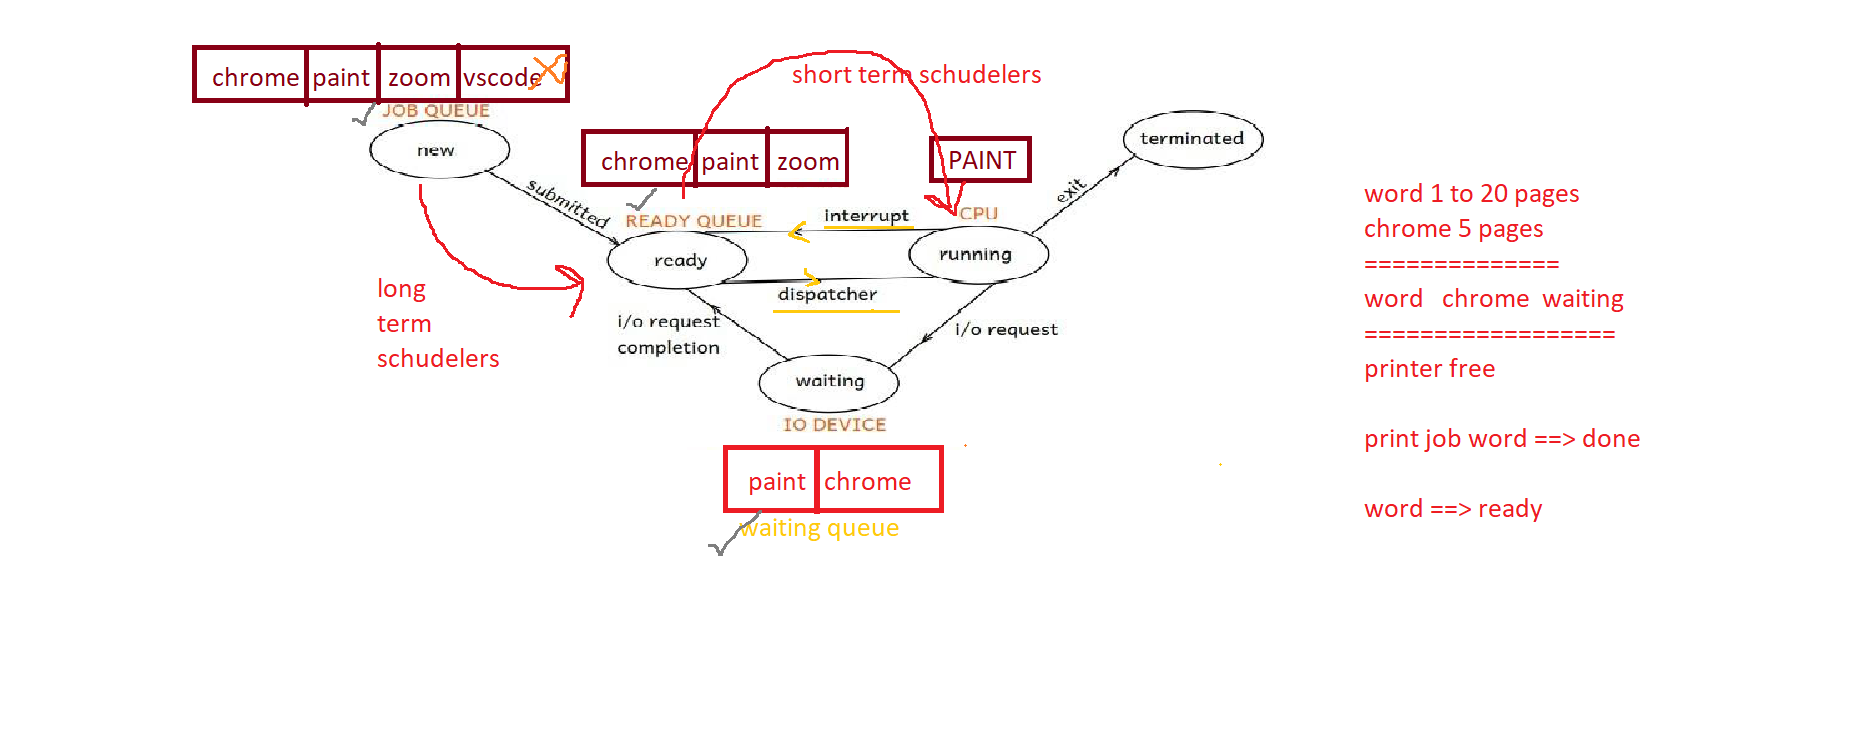 chrome paint zoom vscode
JOB QUEUE
new
submitted
long
term
schudelers
short term schudelers
chrome paint zoom
READY QUEUE
ready
interrupt
dispatcher
PAINT
CPU
running
exit
terminated
i/o request
completion
i/o request
waiting
IO DEVICE
paint chrome
waiting queue
word 1 to 20 pages
chrome 5 pages
==============
word chrome waiting
==================
printer free
print job word ==> done
word ==> ready